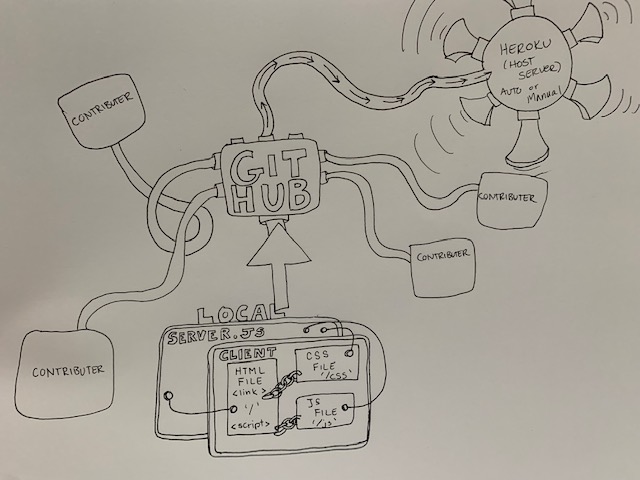 HEROKU
(HOST
SERVER)
AUTO or
Manual
CONTRIBUTER
GIT
HUB
CONTRIBUTER
CONTRIBUTER
CONTRIBUTER
LOCAL
SERVER.JS
CLIENT
HTML
FILE
<link>
'/'
<script>
CSS
FILE
'/css'
JS
FILE
'/js'